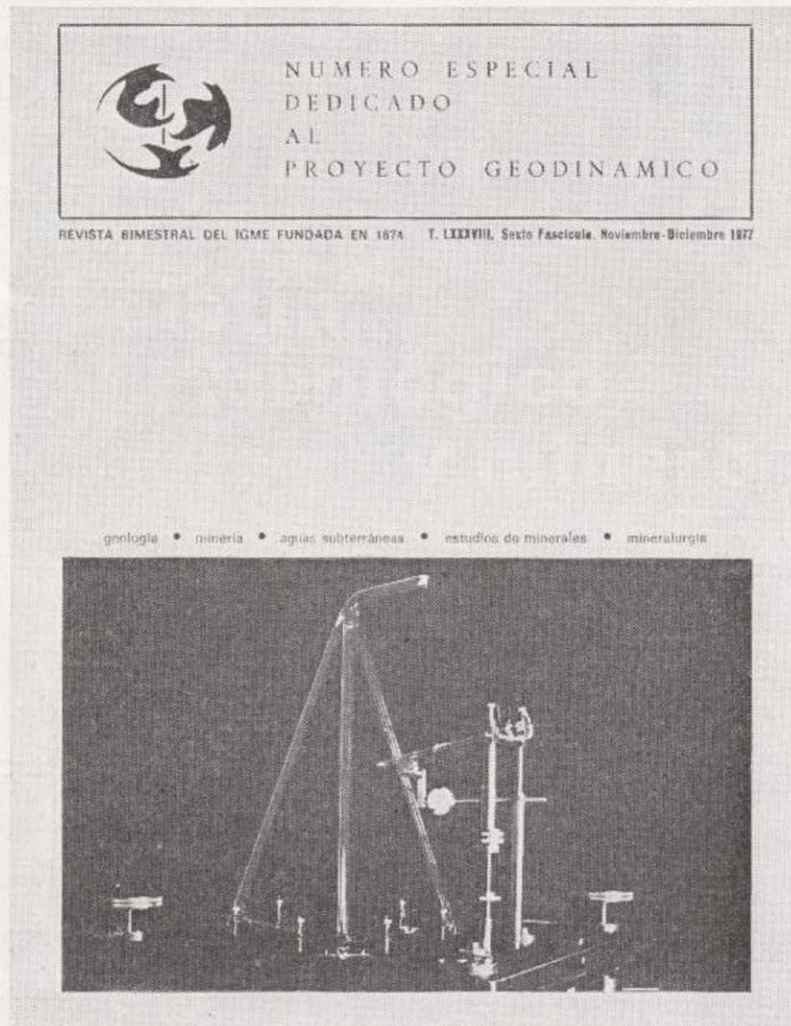 NUMERO ESPECIAL
DEDICADO
AL
PROYECTO GEODINAMICO
REVISTA BIMESTRAL DEL IGME FUNDADA EN 1874 T. LXXXVIII, Sexto Fascicule. Noviembre-Diciembre 1977
geología • minería • aguas subterráneas • estudios de minerales • mineralurgia